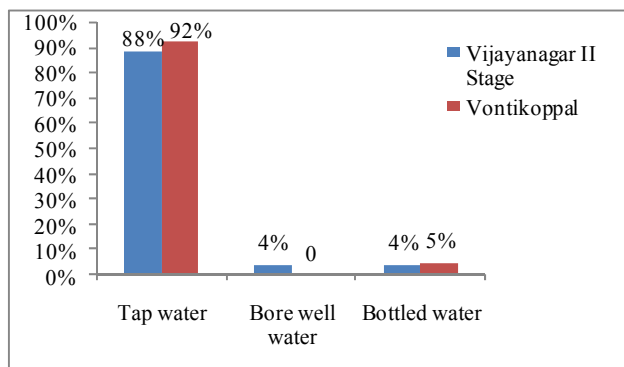 100%
90%
80%
70%
60%
50%
40%
30%
20%
10%
0%
88%
92%
4%
0
4%
5%
Tap water
Bore well
water
Bottled water
Vijayanagar II
Stage
Vontikoppal